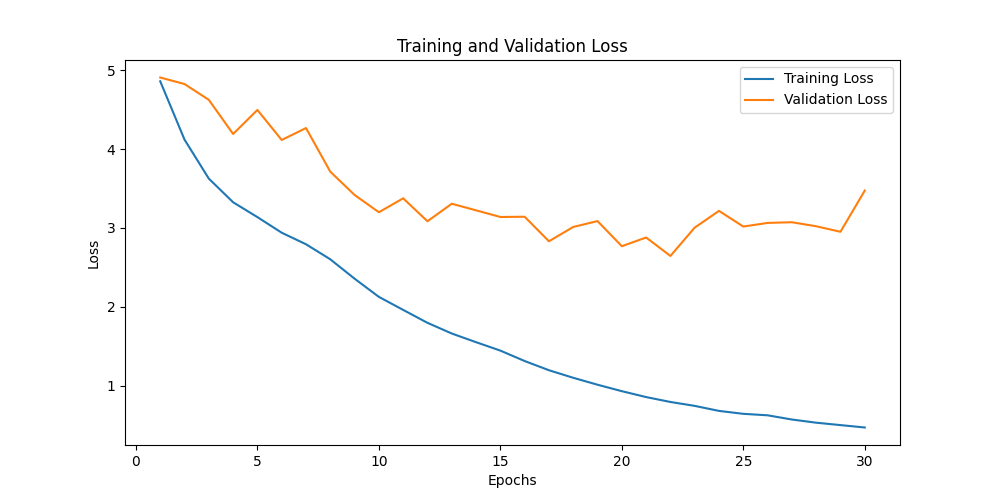 Training and Validation Loss
Training Loss
Validation Loss
5
4
3
2
1
Loss
0 5 10 15 20 25 30
Epochs